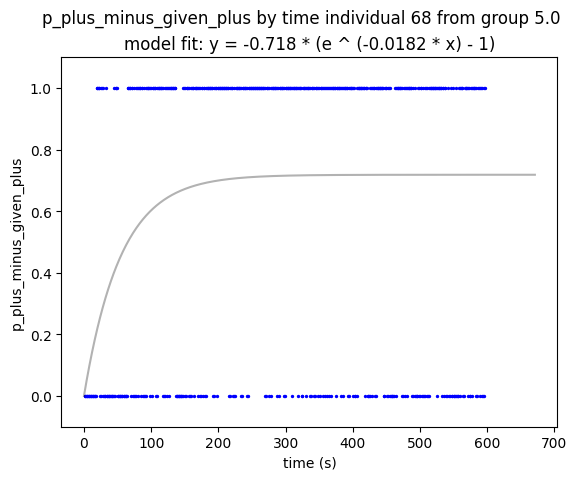 p_plus_minus_given_plus by time individual 68 from group 5.0
model fit: y = -0.718 * (e ^ (-0.0182 * x) - 1)
1.0
0.8
0.6
0.4
0.2
0.0
p_plus_minus_given_plus
0 100 200 300 400 500 600 700
time (s)